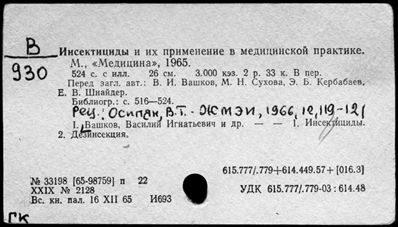 В
930
Инсектициды и их применение в медицинской практике.
М., «Медицина», 1965.
524 с. с илл. 26 см. 3.000 кэз. 2 р. 33 к. В пер.
Перед загл. авт.: В. И. Вашков, М. Н. Сухова, Э. Б. Кербабаев,
Е. В. Шнайдер.
Библиогр.: с. 516—524.
Рец.: Осипян, В.Т. - ЖМЭИ, 1966, 12, 119-121
I. Вашков, Василий Игнатьевич и др. — — 1. Инсектициды.
2. Дезинсекция.
615.777/.779+614.449.57+[016.3]
№ 33198 [65-98759] п 22
XXIX № 2128
УДК 615.777/.779-03:614.48
Вс. кн. пал. 16 XII 65 И693
ГК